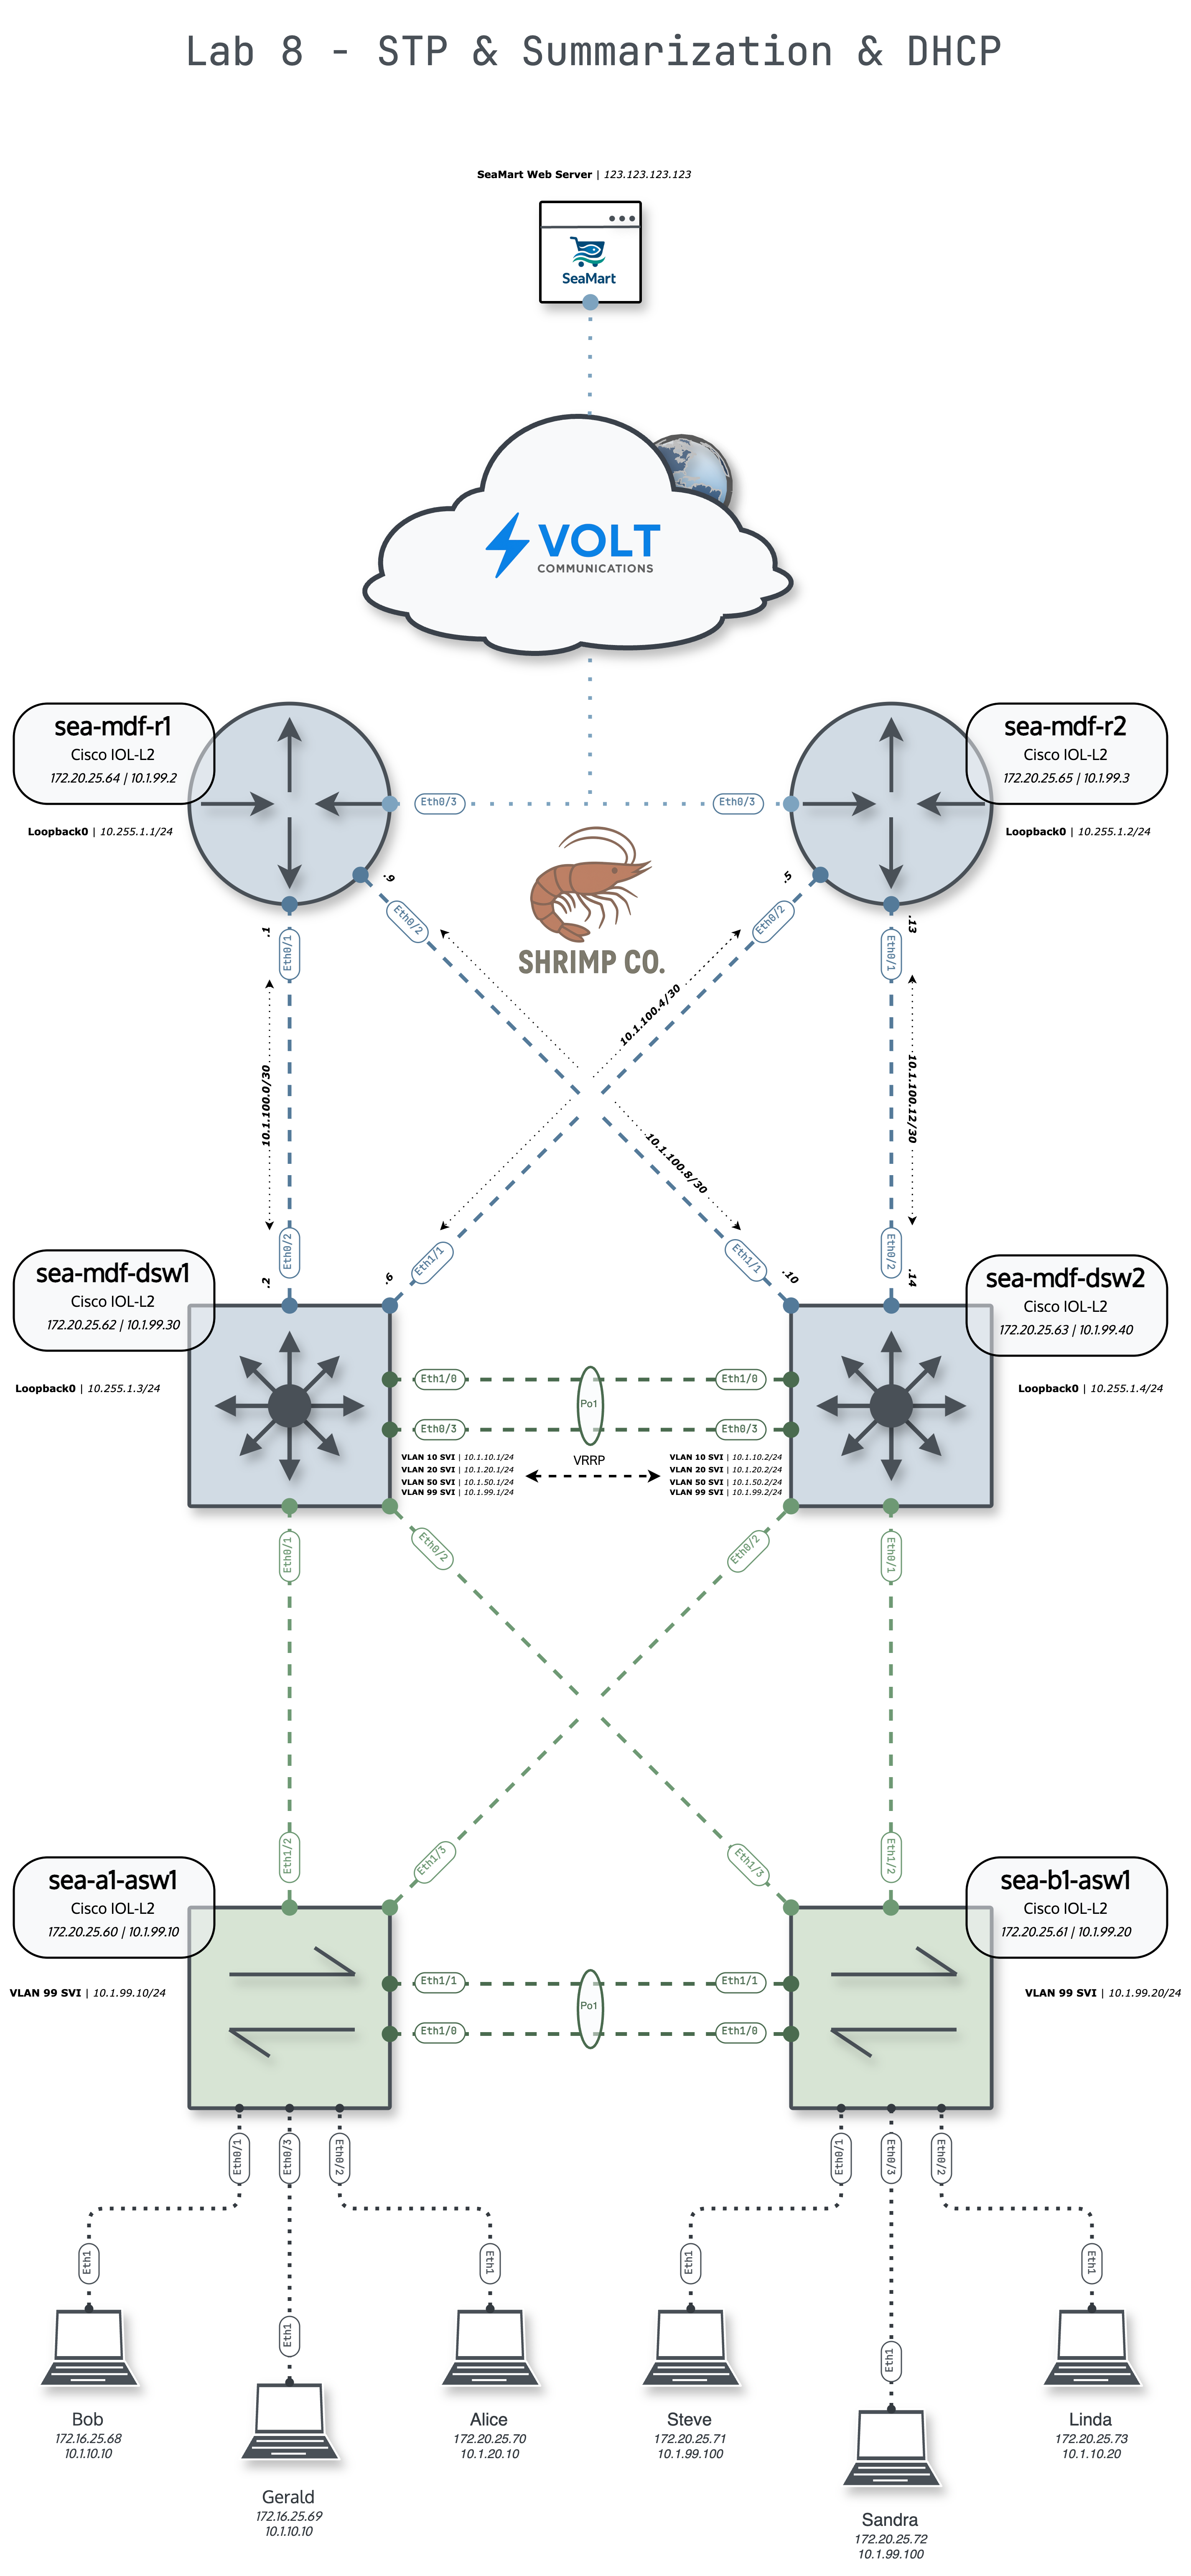 Lab 8 - STP & Summarization & DHCP
SeaMart Web Server | 123.123.123.123
SeaMart
VOLT
COMMUNICATIONS
sea-mdf-r1
Cisco IOL-L2
172.20.25.64 | 10.1.99.2
Loopback0 | 10.255.1.1/24
sea-mdf-r2
Cisco IOL-L2
172.20.25.65 | 10.1.99.3
Loopback0 | 10.255.1.2/24
Eth0/3
Eth0/3
SHRIMP CO.
.9
Eth0/2
.5
Eth0/2
.1
Eth0/1
.13
Eth0/1
10.1.100.4/30
10.1.100.0/30
10.1.100.12/30
10.1.100.8/30
Eth0/2
.2
Eth1/1
.6
Eth1/1
.10
Eth0/2
.14
sea-mdf-dsw1
Cisco IOL-L2
172.20.25.62 | 10.1.99.30
Loopback0 | 10.255.1.3/24
sea-mdf-dsw2
Cisco IOL-L2
172.20.25.63 | 10.1.99.40
Loopback0 | 10.255.1.4/24
Eth1/0
Eth1/0
Po1
Eth0/3
Eth0/3
VLAN 10 SVI | 10.1.10.1/24
VLAN 20 SVI | 10.1.20.1/24
VLAN 50 SVI | 10.1.50.1/24
VLAN 99 SVI | 10.1.99.1/24
VRRP
VLAN 10 SVI | 10.1.10.2/24
VLAN 20 SVI | 10.1.20.2/24
VLAN 50 SVI | 10.1.50.2/24
VLAN 99 SVI | 10.1.99.2/24
Eth0/1
Eth0/2
Eth0/2
Eth0/1
Eth1/2
Eth1/3
Eth1/3
Eth1/2
sea-a1-asw1
Cisco IOL-L2
172.20.25.60 | 10.1.99.10
VLAN 99 SVI | 10.1.99.10/24
sea-b1-asw1
Cisco IOL-L2
172.20.25.61 | 10.1.99.20
VLAN 99 SVI | 10.1.99.20/24
Eth1/1
Eth1/1
Po1
Eth1/0
Eth1/0
Eth0/1
Eth0/3
Eth0/2
Eth0/1
Eth0/3
Eth0/2
Eth1
Eth1
Eth1
Eth1
Eth1
Eth1
Bob
172.16.25.68
10.1.10.10
Gerald
172.16.25.69
10.1.10.10
Alice
172.20.25.70
10.1.20.10
Steve
172.20.25.71
10.1.99.100
Sandra
172.20.25.72
10.1.99.100
Linda
172.20.25.73
10.1.10.20